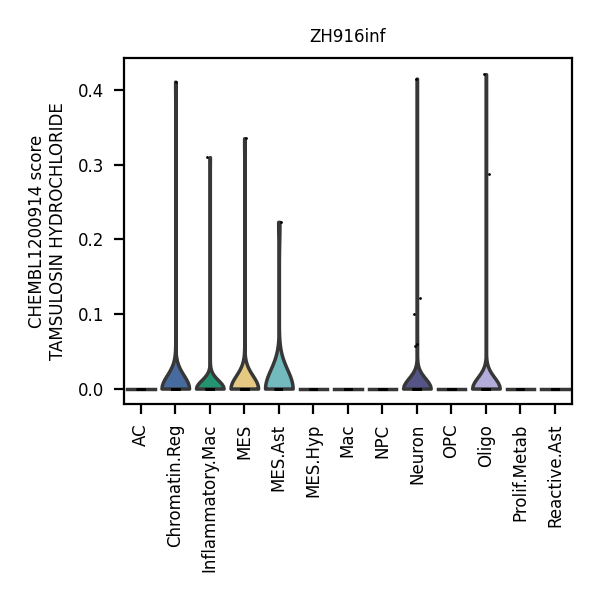 ZH916inf
CHEMBL1200914 score
TAMSULOSIN HYDROCHLORIDE
0.4
0.3
0.2
0.1
0.0
AC
Chromatin.Reg
Inflammatory.Mac
MES
MES.Ast
MES.Hyp
Mac
NPC
Neuron
OPC
Oligo
Prolif.Metab
Reactive.Ast